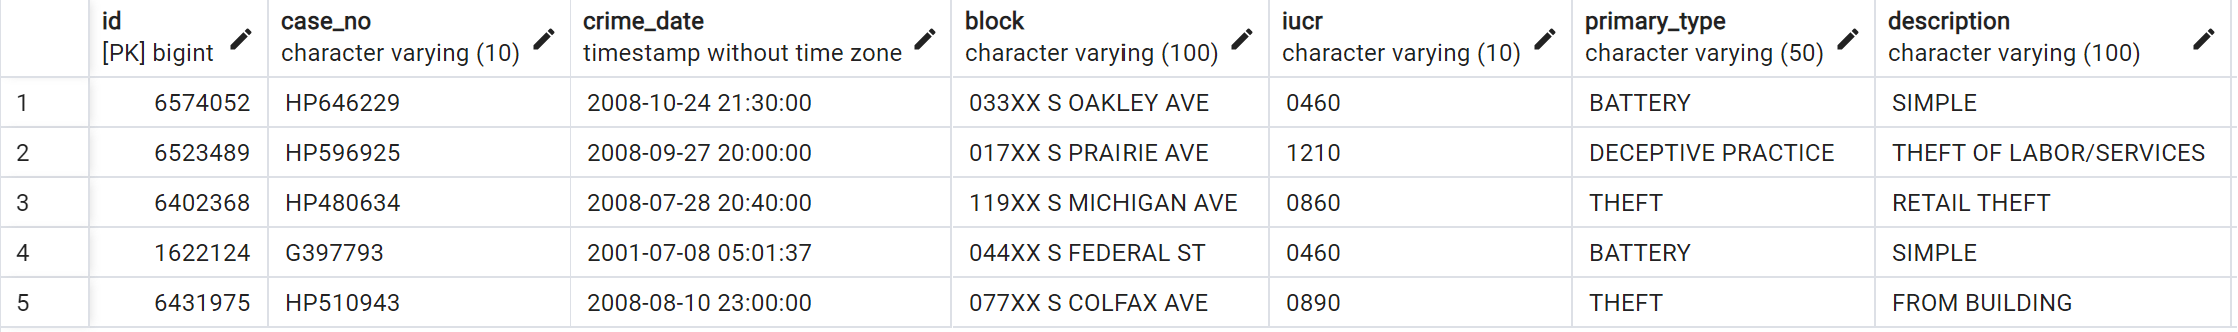 id case_no crime_date block iucr primary_type description
[PK] bigint character varying (10) timestamp without time zone character varying (100) character varying (10) character varying (50) character varying (100)
1 6574052 HP646229 2008-10-24 21:30:00 033XX S OAKLEY AVE 0460 BATTERY SIMPLE
2 6523489 HP596925 2008-09-27 20:00:00 017XX S PRAIRIE AVE 1210 DECEPTIVE PRACTICE THEFT OF LABOR/SERVICES
3 6402368 HP480634 2008-07-28 20:40:00 119XX S MICHIGAN AVE 0860 THEFT RETAIL THEFT
4 1622124 G397793 2001-07-08 05:01:37 044XX S FEDERAL ST 0460 BATTERY SIMPLE
5 6431975 HP510943 2008-08-10 23:00:00 077XX S COLFAX AVE 0890 THEFT FROM BUILDING